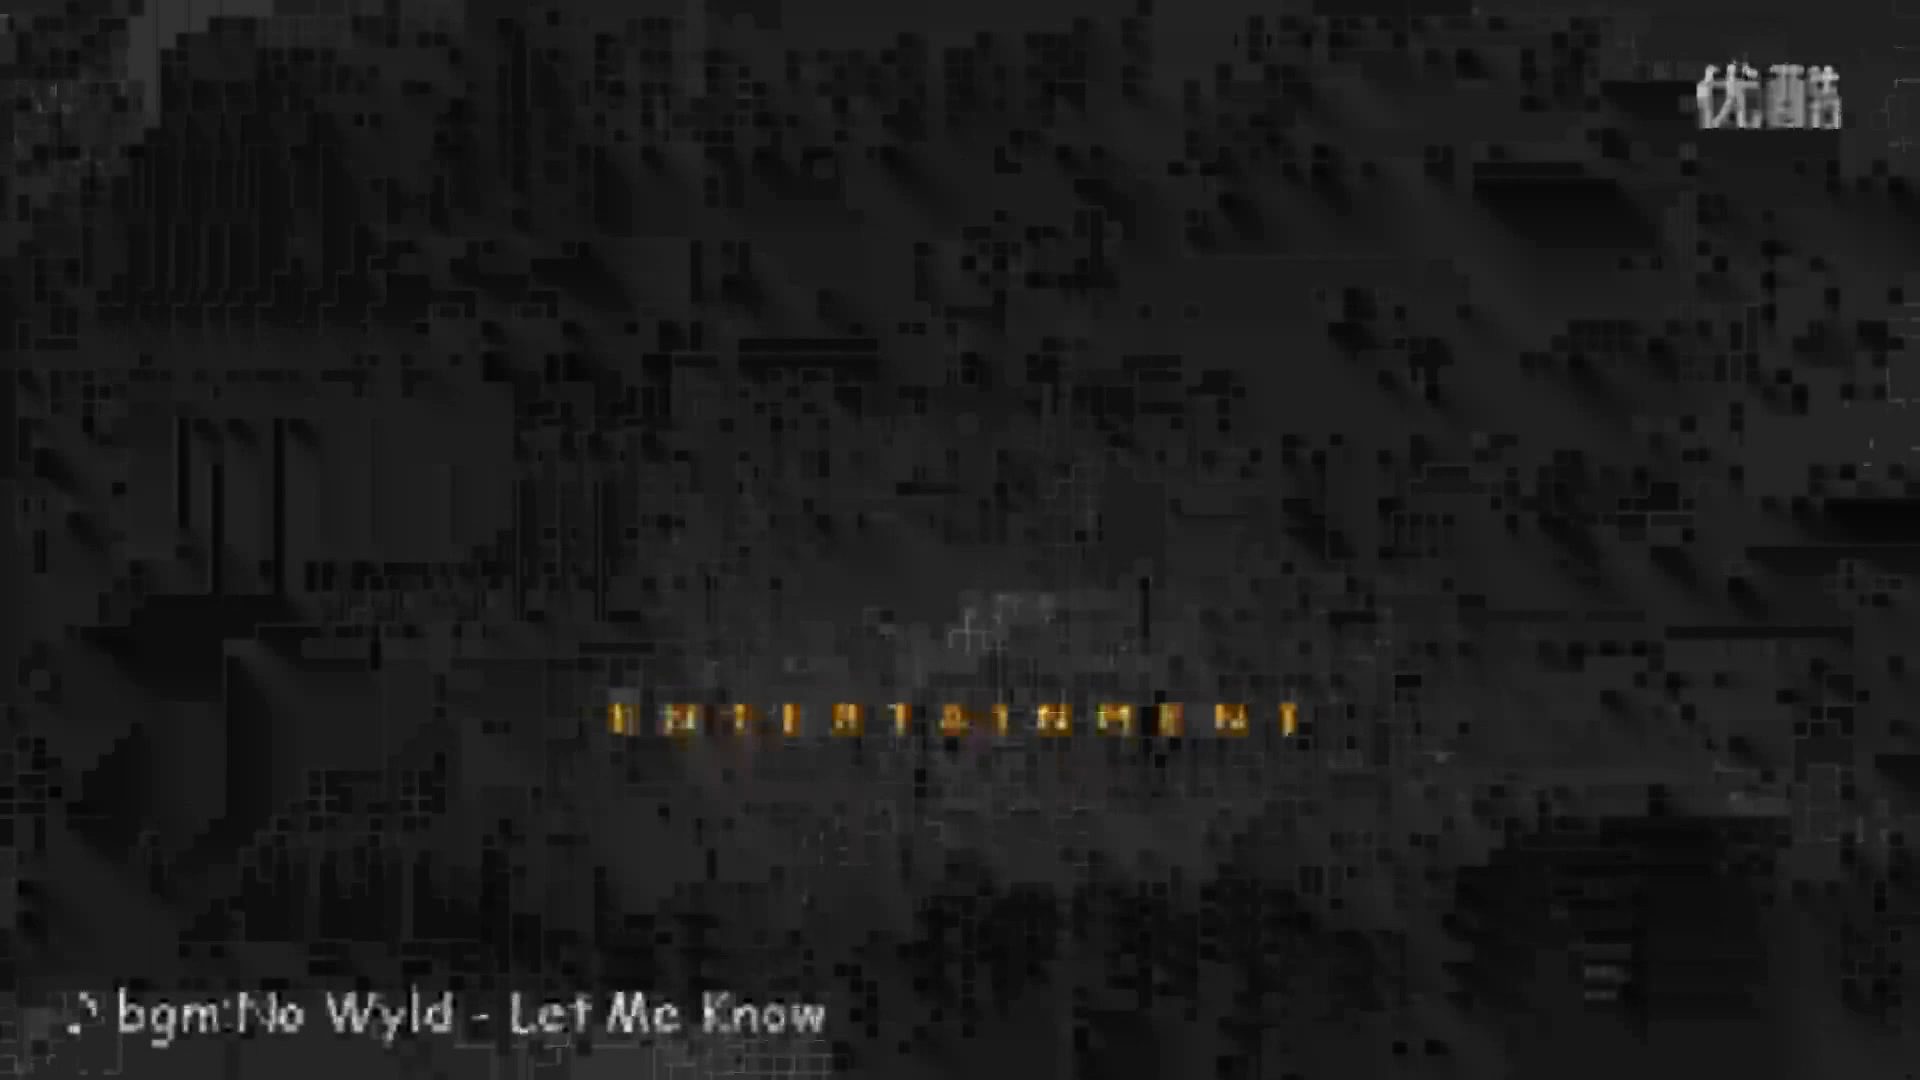 优酷
ENTERTAINMENT
♪ bgm:No Wyld - Let Me Know